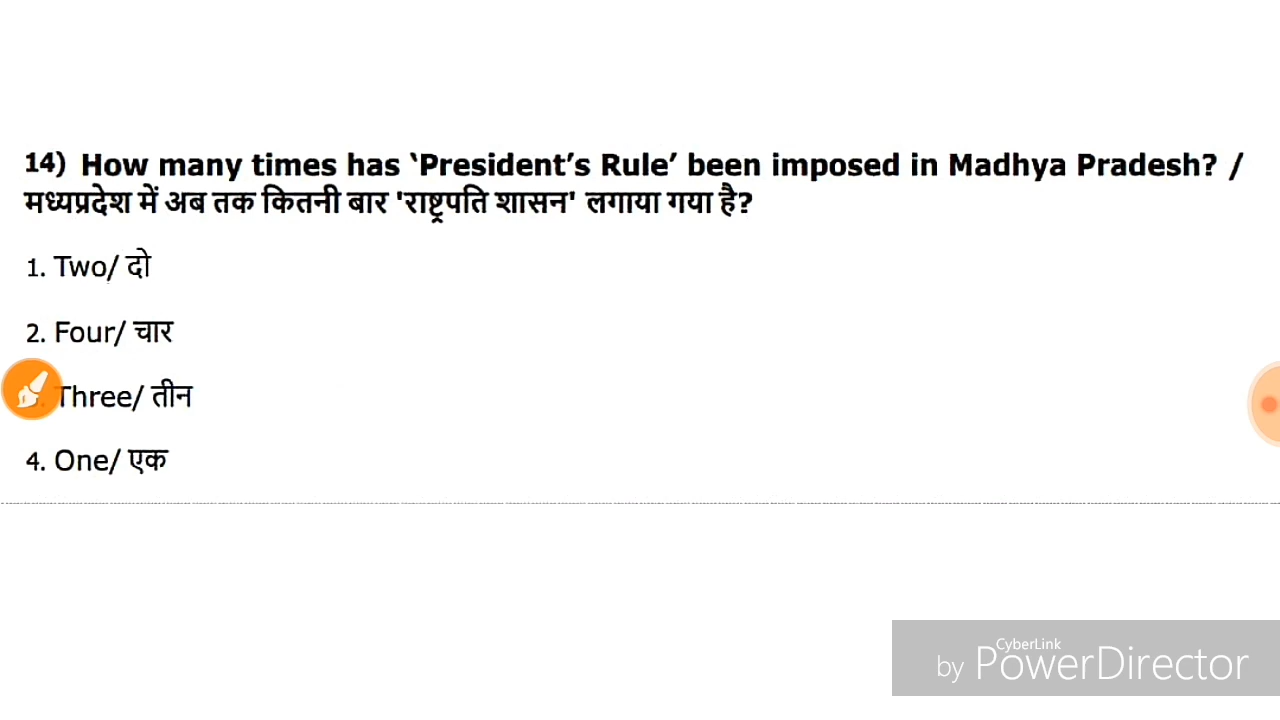 14) How many times has ‘President’s Rule’ been imposed in Madhya Pradesh? /
मध्यप्रदेश में अब तक कितनी बार 'राष्ट्रपति शासन' लगाया गया है?
1. Two/ दो
2. Four/ चार
Three/ तीन
4. One/ एक
CyberLink
by PowerDirector